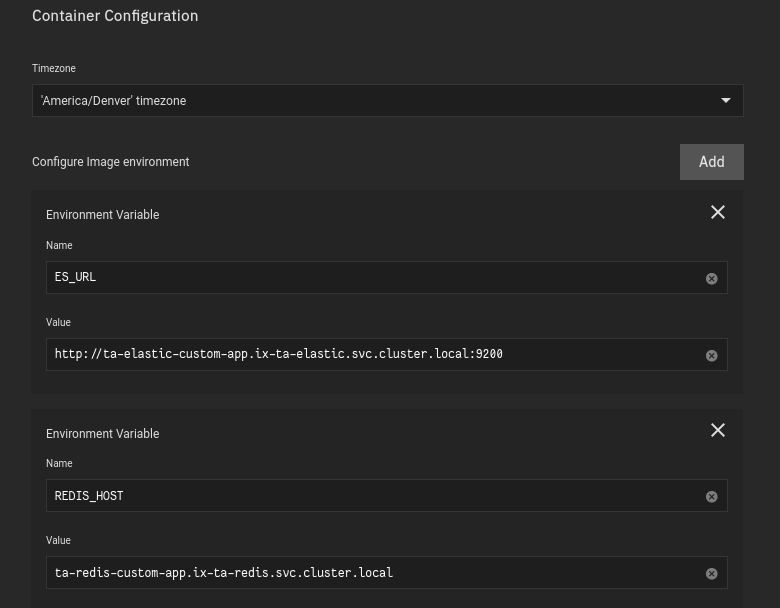 Container Configuration
Timezone
'America/Denver' timezone
Configure Image environment
Add
Environment Variable
Name
ES_URL
Value
http://ta-elastic-custom-app.ix-ta-elastic.svc.cluster.local:9200
Environment Variable
Name
REDIS_HOST
Value
ta-redis-custom-app.ix-ta-redis.svc.cluster.local